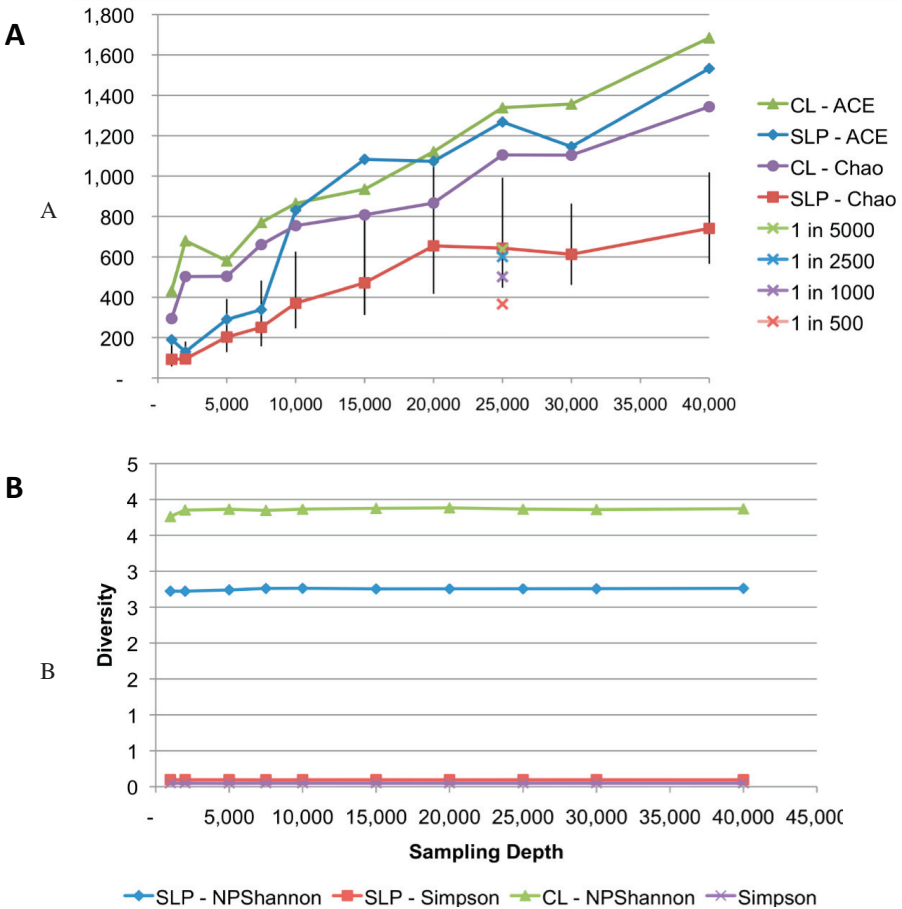 A
A
1,800
1,600
1,400
1,200
1,000
800
600
400
200
-
- 5,000 10,000 15,000 20,000 25,000 30,000 35,000 40,000
CL - ACE
SLP - ACE
CL - Chao
SLP - Chao
1 in 5000
1 in 2500
1 in 1000
1 in 500
B
B
Diversity
5
4
4
3
3
2
2
1
1
0
- 5,000 10,000 15,000 20,000 25,000 30,000 35,000 40,000 45,00
Sampling Depth
SLP - NPShannon SLP - Simpson CL - NPShannon Simpson